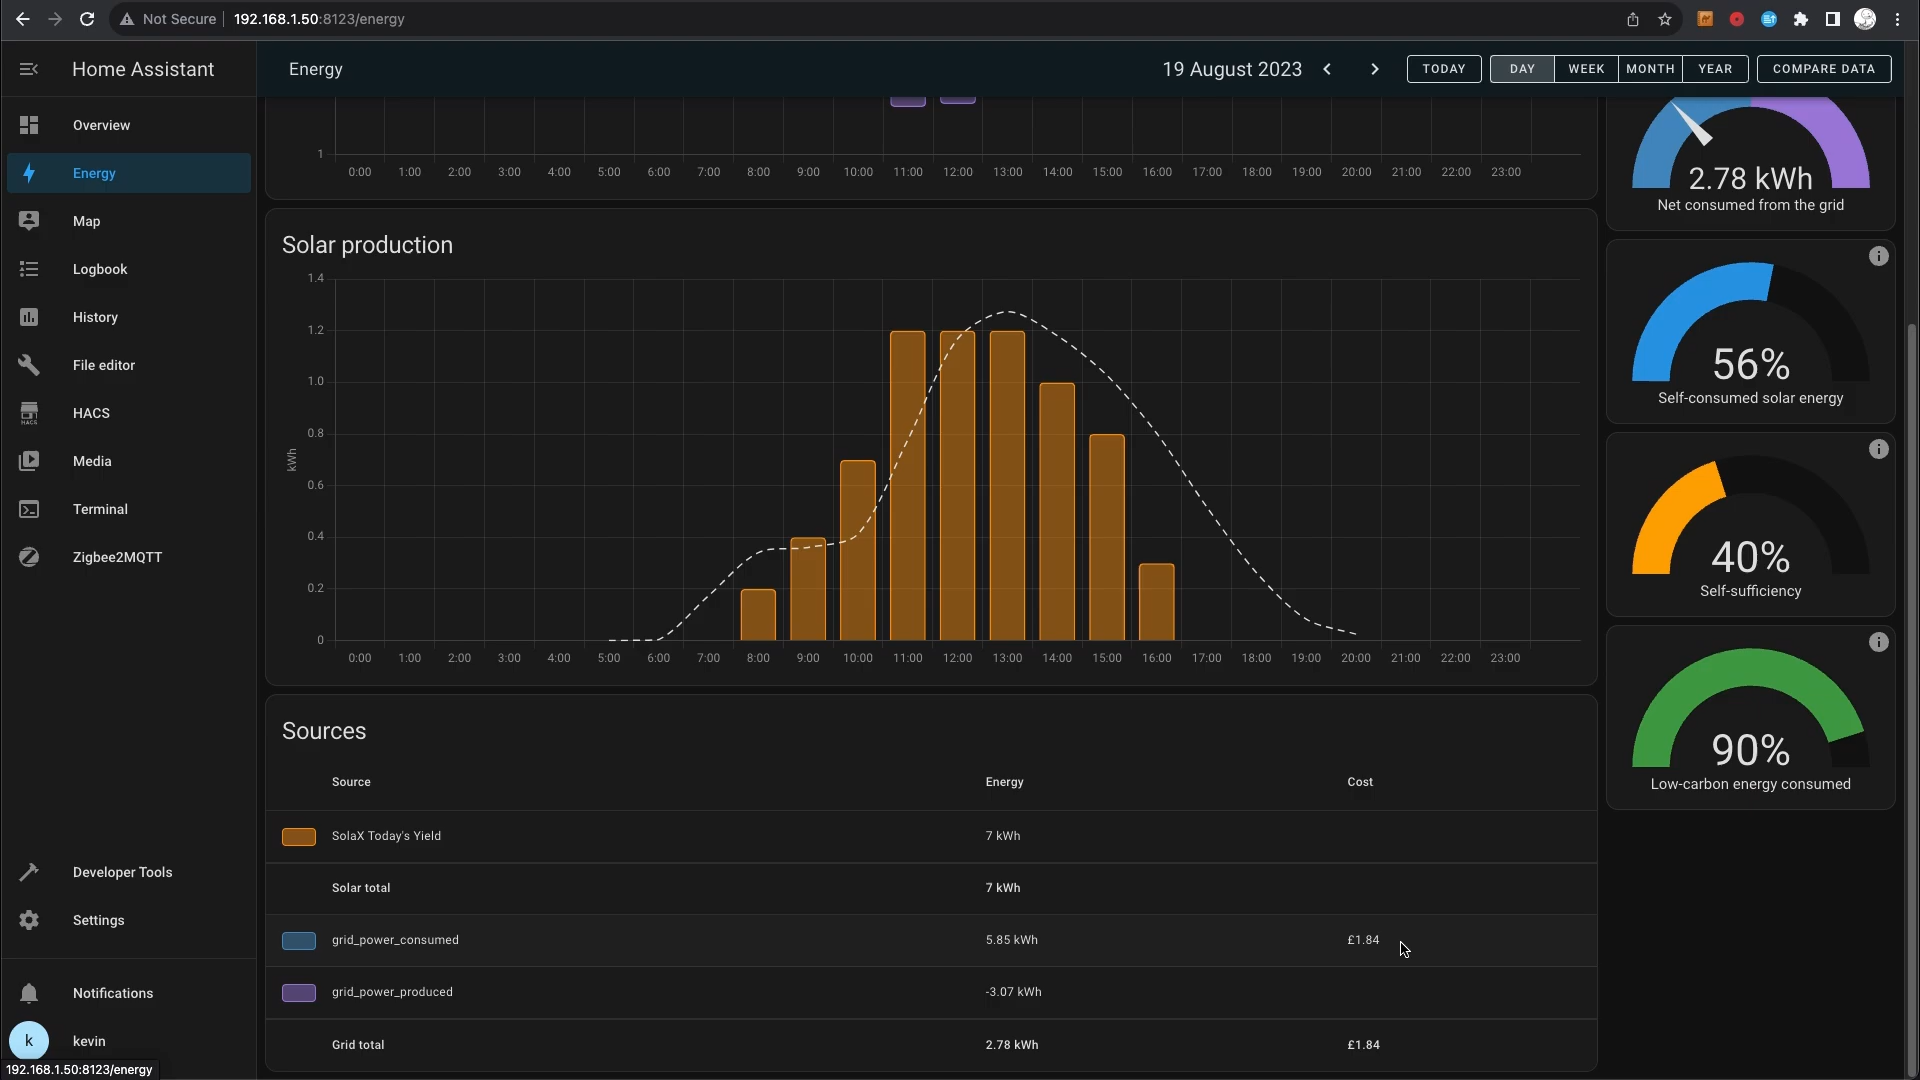 Not Secure 192.168.1.50:8123/energy
Home Assistant
Energy
19 August 2023
TODAY
DAY WEEK MONTH YEAR
COMPARE DATA
Overview
Energy
Map
Logbook
History
File editor
HACS
HACS
Media
Terminal
Zigbee2MQTT
Developer Tools
Settings
Notifications
k kevin
192.168.1.50:8123/energy
1
0:00 1:00 2:00 3:00 4:00 5:00 6:00 7:00 8:00 9:00 10:00 11:00 12:00 13:00 14:00 15:00 16:00 17:00 18:00 19:00 20:00 21:00 22:00 23:00
Solar production
1.4
1.2
1.0
0.8
kWh
0.6
0.4
0.2
0
0:00 1:00 2:00 3:00 4:00 5:00 6:00 7:00 8:00 9:00 10:00 11:00 12:00 13:00 14:00 15:00 16:00 17:00 18:00 19:00 20:00 21:00 22:00 23:00
Sources
Source Energy Cost
SolaX Today's Yield 7 kWh
Solar total 7 kWh
grid_power_consumed 5.85 kWh £1.84
grid_power_produced -3.07 kWh
Grid total 2.78 kWh £1.84
2.78 kWh
Net consumed from the grid
56%
Self-consumed solar energy
40%
Self-sufficiency
90%
Low-carbon energy consumed